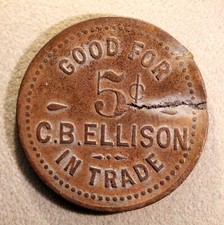 GOOD FOR
5¢
C.B.ELLISON
IN TRADE